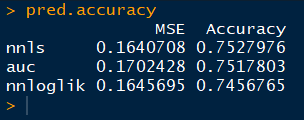 > pred.accuracy
MSE Accuracy
nnls 0.1640708 0.7527976
auc 0.1702428 0.7517803
nnloglik 0.1645695 0.7456765
>